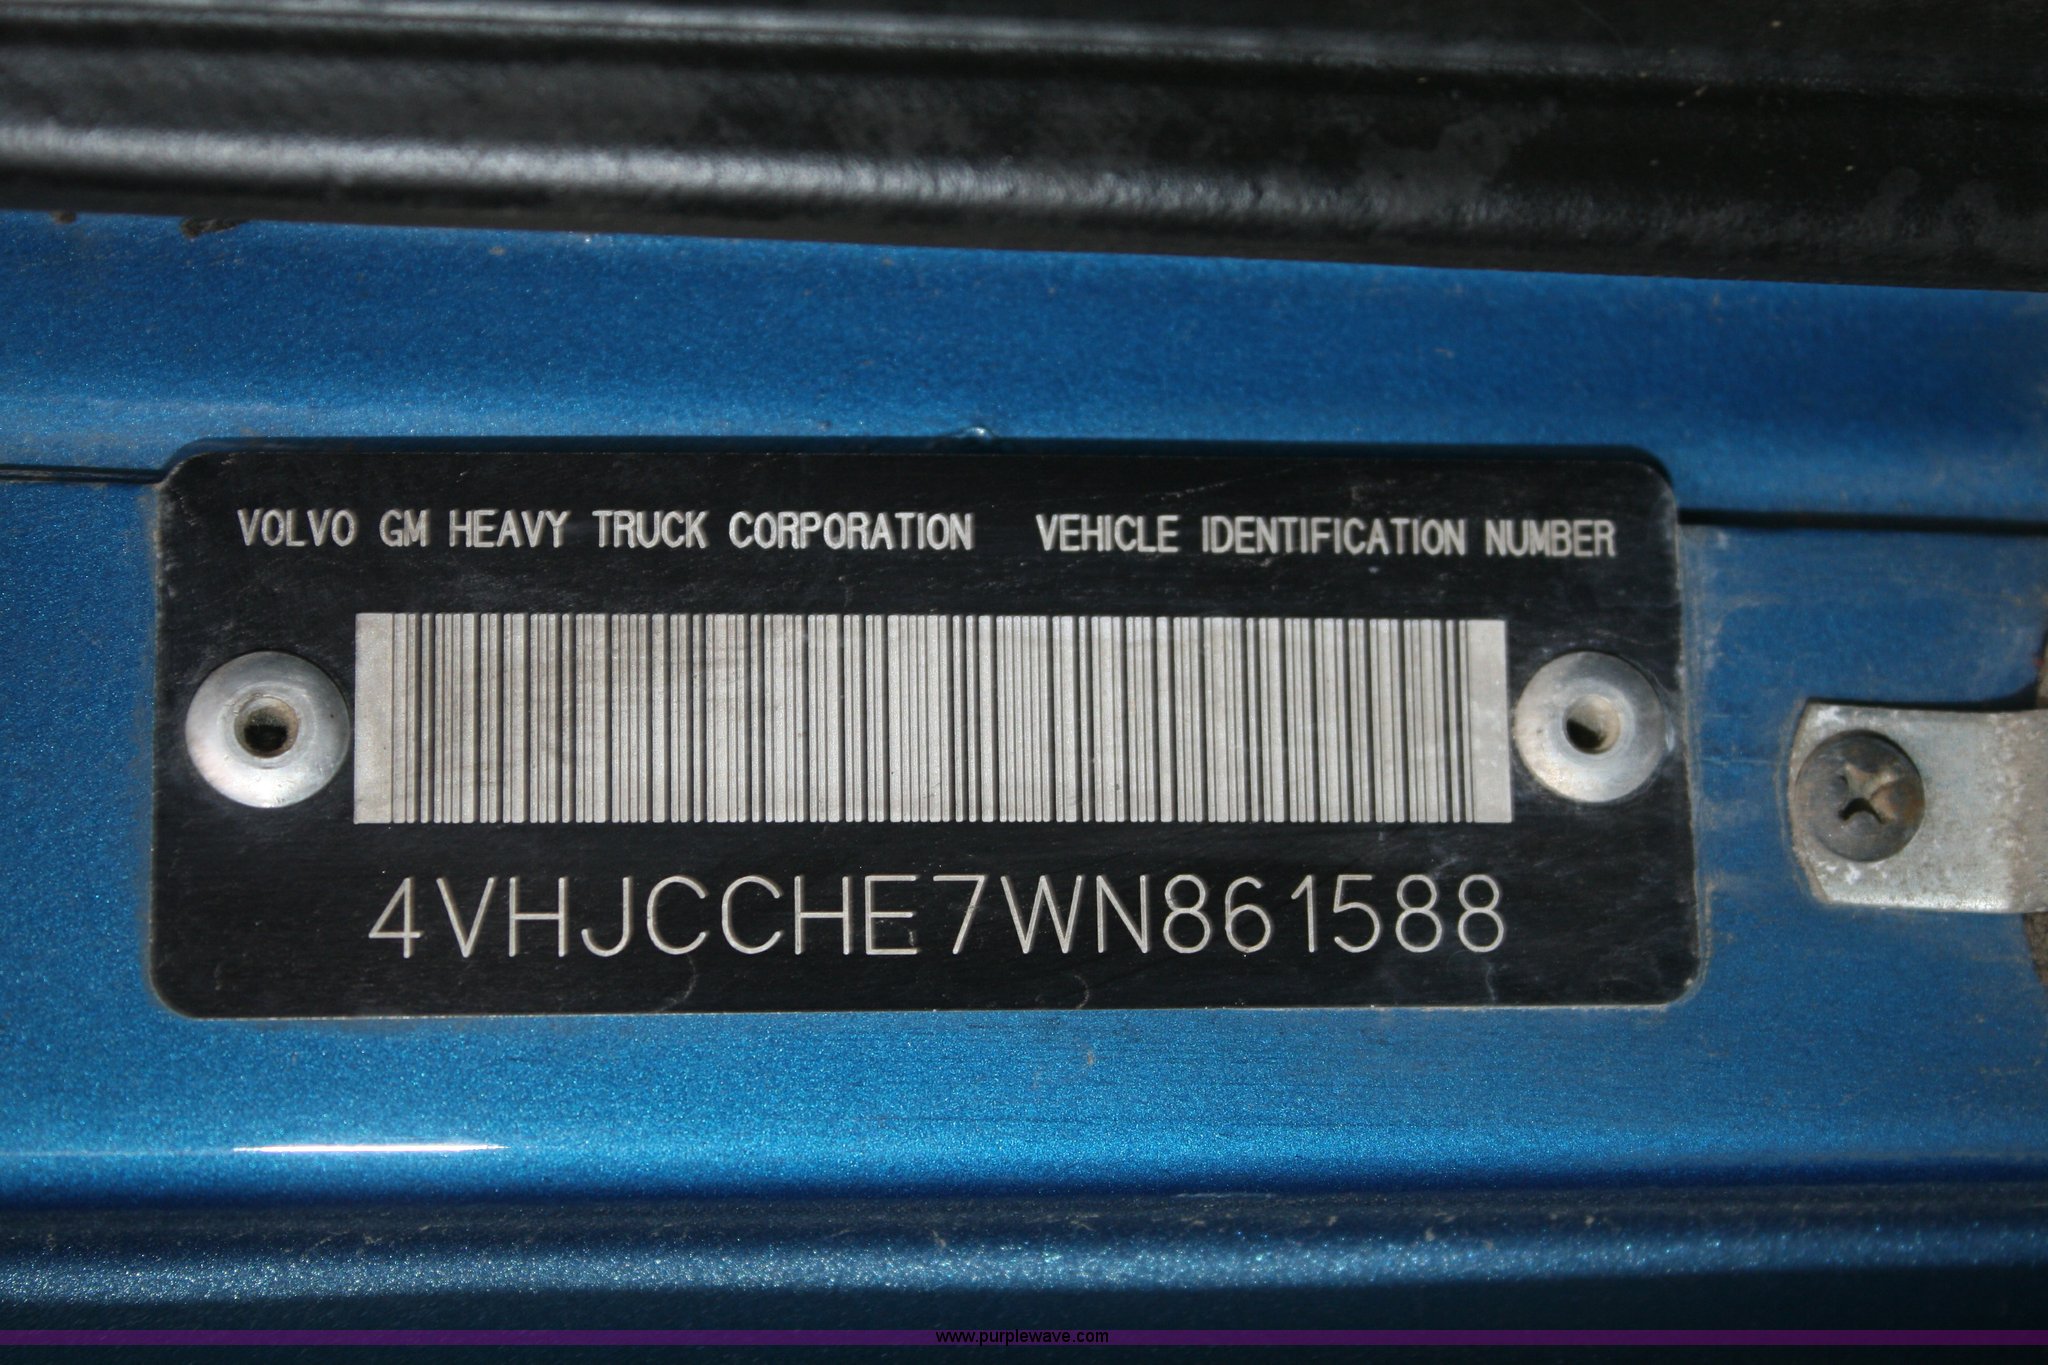 VOLVO GM HEAVY TRUCK CORPORATION VEHICLE IDENTIFICATION NUMBER
4VHJCCHE7WN861588
www.purplewave.com